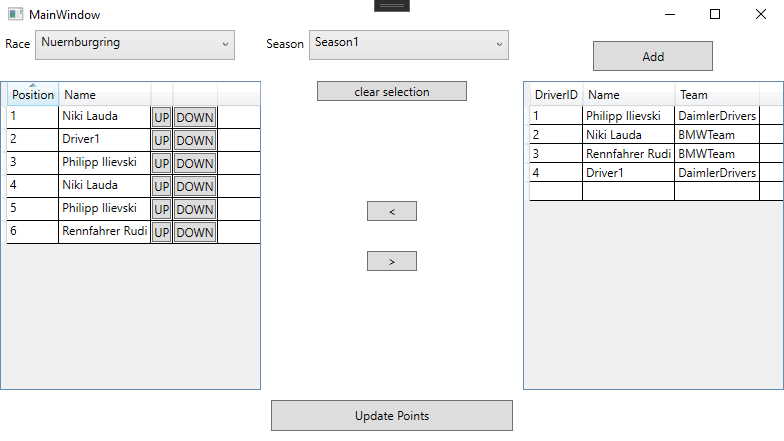 MainWindow
Race Nuernburgring Season Season1 Add
clear selection
Position Name
1 Niki Lauda UP DOWN
2 Driver1 UP DOWN
3 Philipp Ilievski UP DOWN
4 Niki Lauda UP DOWN
5 Philipp Ilievski UP DOWN
6 Rennfahrer Rudi UP DOWN
<
>
DriverID Name Team
1 Philipp Ilievski DaimlerDrivers
2 Niki Lauda BMWTeam
3 Rennfahrer Rudi BMWTeam
4 Driver1 DaimlerDrivers
Update Points